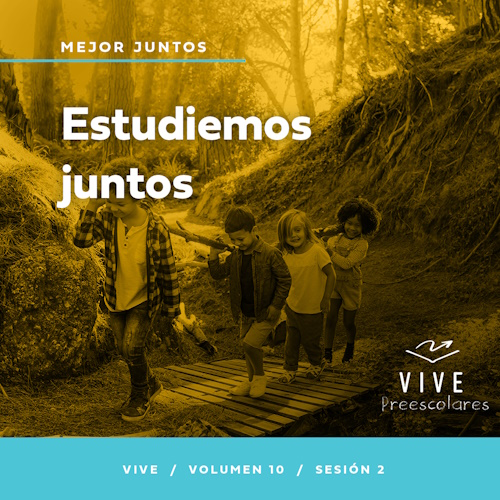 MEJOR JUNTOS
Estudiemos
juntos
VIVE
Preescolares
VIVE / VOLUMEN 10 / SESIÓN 2